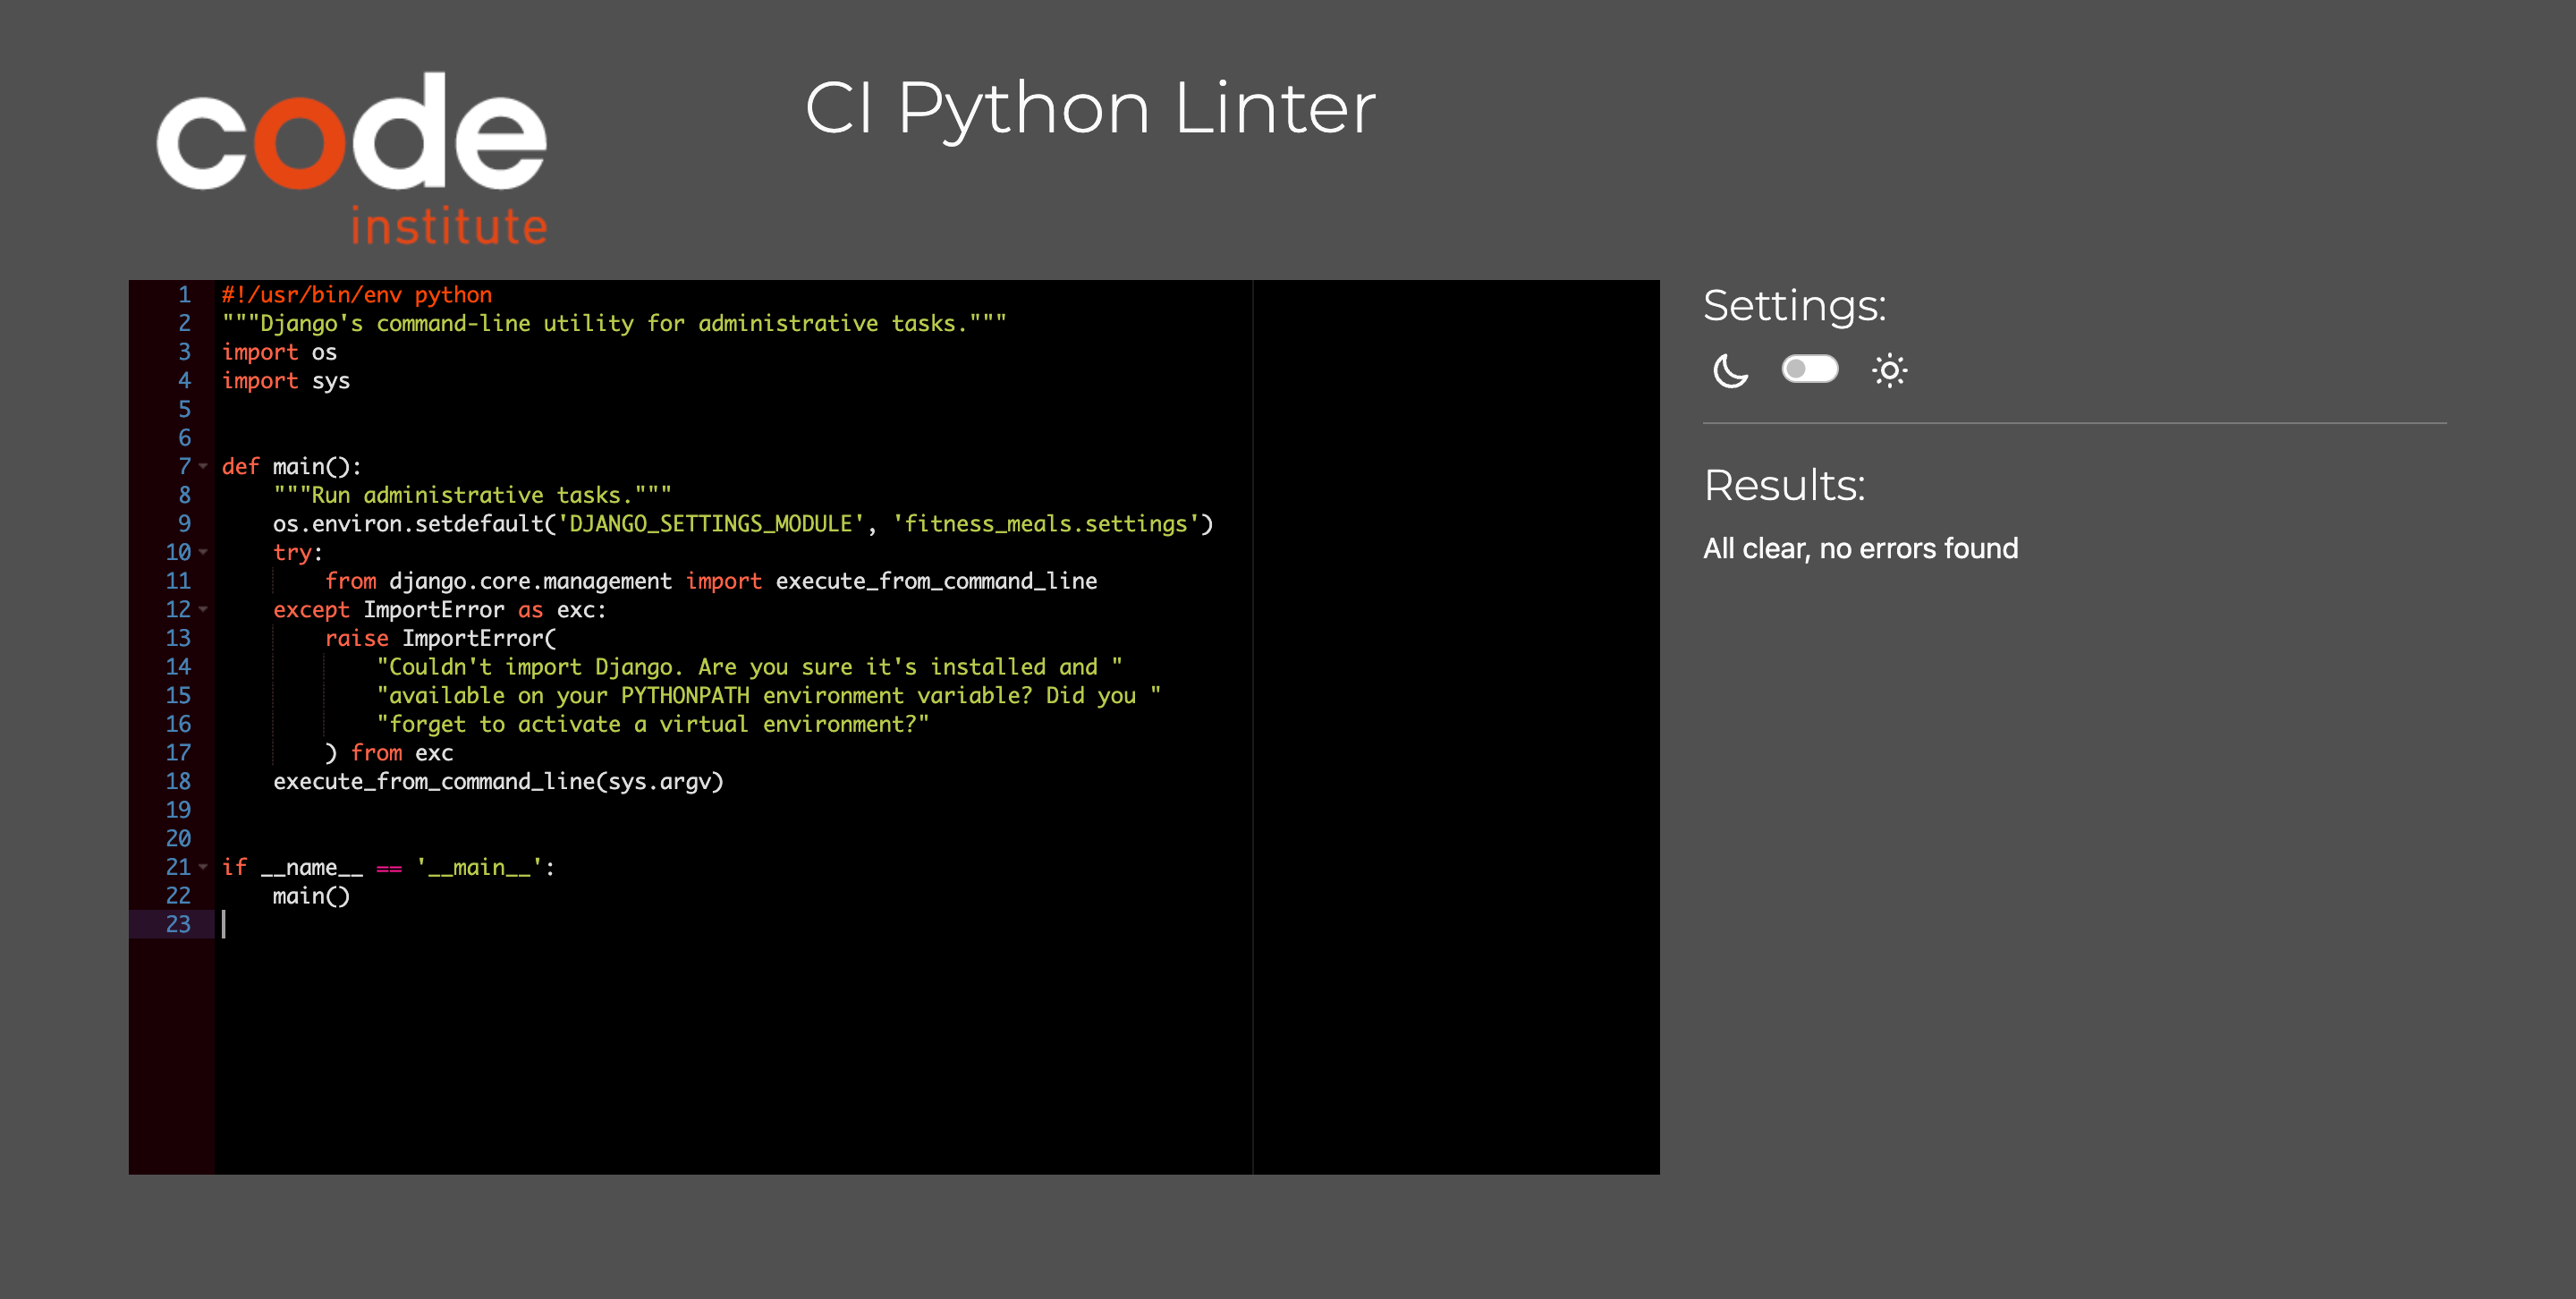 code
institute
CI Python Linter
1 #!/usr/bin/env python
2 """Django's command-line utility for administrative tasks."""
3 import os
4 import sys
5
6
7 def main():
8     """Run administrative tasks."""
9     os.environ.setdefault('DJANGO_SETTINGS_MODULE', 'fitness_meals.settings')
10     try:
11         from django.core.management import execute_from_command_line
12     except ImportError as exc:
13         raise ImportError(
14             "Couldn't import Django. Are you sure it's installed and "
15             "available on your PYTHONPATH environment variable? Did you "
16             "forget to activate a virtual environment?"
17         ) from exc
18     execute_from_command_line(sys.argv)
19
20
21 if __name__ == '__main__':
22     main()
23
Settings:
Results:
All clear, no errors found